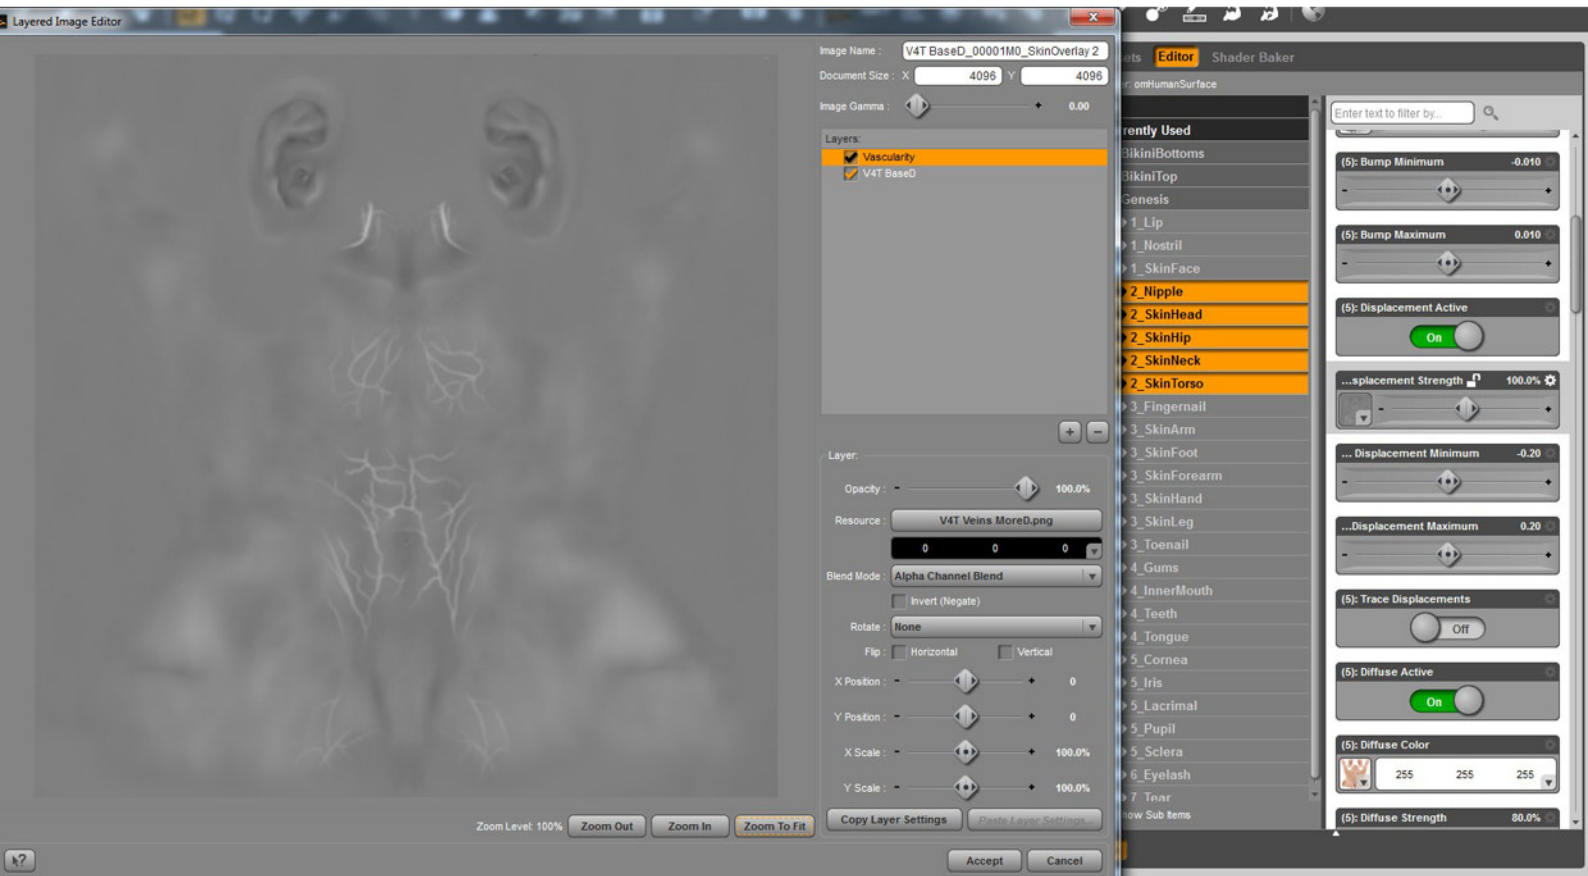 Layered Image Editor
Image Name : V4T BaseD_00001M0_SkinOverlay 2
Document Size : X 4096 Y 4096
Image Gamma : + 0.00
Layers:
Vascularity
V4T BaseD
+ -
Layer:
Opacity : - 100.0%
Resource : V4T Veins MoreD.png
0 0 0
Blend Mode : Alpha Channel Blend
Invert (Negate)
Rotate : None
Flip : Horizontal Vertical
X Position : - + 0
Y Position : - + 0
X Scale : - + 100.0%
Y Scale : - + 100.0%
Copy Layer Settings Paste Layer Settings...
Zoom Level: 100% Zoom Out Zoom In Zoom To Fit
?
Accept Cancel
ets Editor Shader Baker
er: omHumanSurface
rently Used
BikiniBottoms
BikiniTop
Genesis
1_Lip
1_Nostril
1_SkinFace
2_Nipple
2_SkinHead
2_SkinHip
2_SkinNeck
2_SkinTorso
3_Fingernail
3_SkinArm
3_SkinFoot
3_SkinForearm
3_SkinHand
3_SkinLeg
3_Toenail
4_Gums
4_InnerMouth
4_Teeth
4_Tongue
5_Cornea
5_Iris
5_Lacrimal
5_Pupil
5_Sclera
6_Eyelash
7_Tear
how Sub Items
Enter text to filter by...
(5): Bump Minimum -0.010
- +
(5): Bump Maximum 0.010
- +
(5): Displacement Active
On
...splacement Strength 100.0%
- +
... Displacement Minimum -0.20
- +
...Displacement Maximum 0.20
- +
(5): Trace Displacements
Off
(5): Diffuse Active
On
(5): Diffuse Color
255 255 255
(5): Diffuse Strength 80.0%